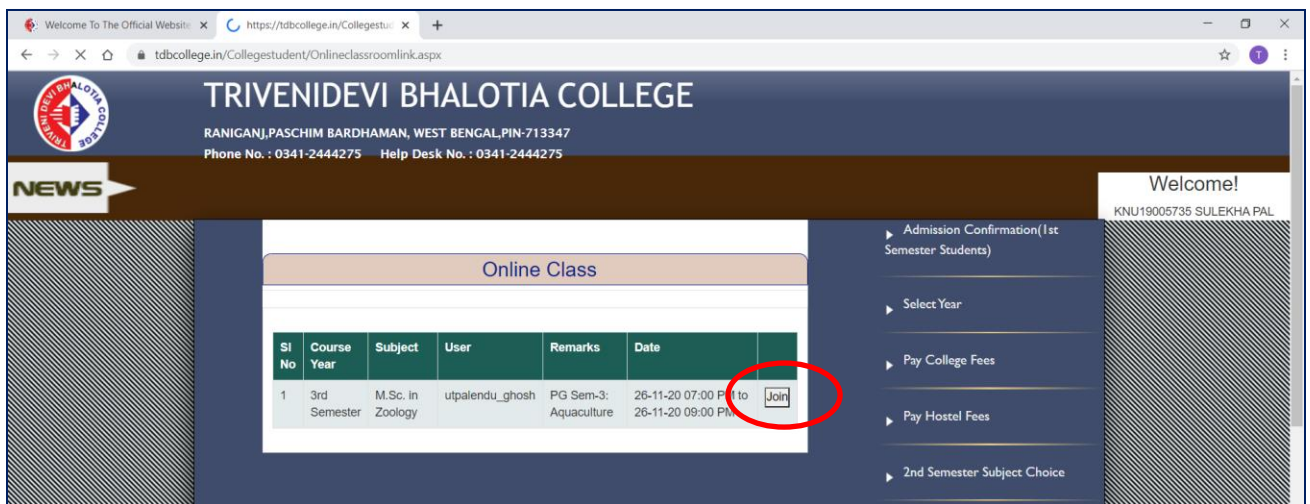 Welcome To The Official Website
https://tdbcollege.in/Collegestud
tdbcollege.in/Collegestudent/Onlineclassroomlink.aspx
T
TRIVENI DEVI BHALOTIA COLLEGE
TRIVENIDEVI BHALOTIA COLLEGE
RANIGANJ,PASCHIM BARDHAMAN, WEST BENGAL,PIN-713347
Phone No. : 0341-2444275 Help Desk No. : 0341-2444275
NEWS
Welcome!
KNU19005735 SULEKHA PAL
Online Class
Sl No Course Year Subject User Remarks Date
1 3rd Semester M.Sc. in Zoology utpalendu_ghosh PG Sem-3: Aquaculture 26-11-20 07:00 PM to 26-11-20 09:00 PM Join
Admission Confirmation(1st
Semester Students)
Select Year
Pay College Fees
Pay Hostel Fees
2nd Semester Subject Choice